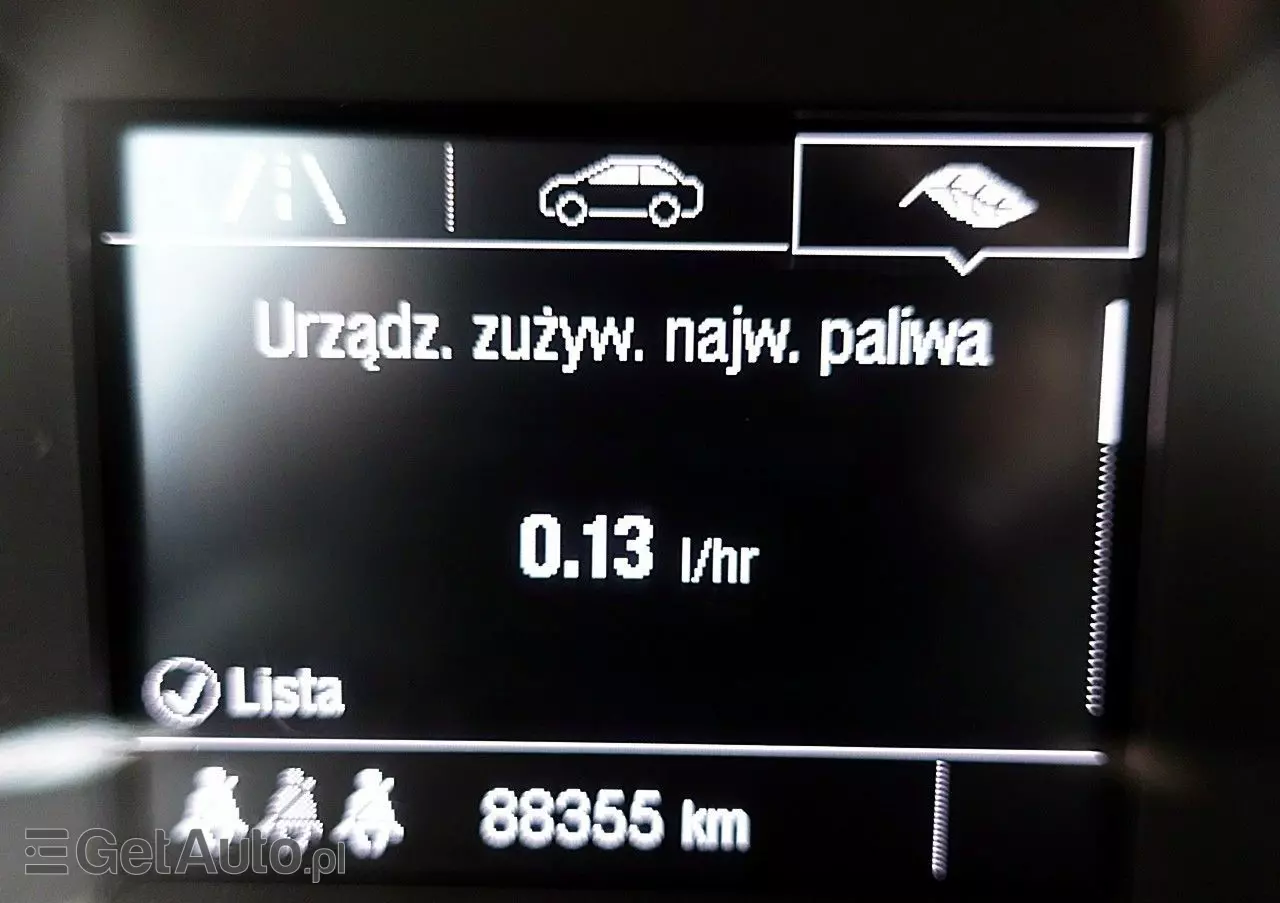 Urządz. zużyw. najw. paliwa
0.13 l/hr
Lista
88355 km
GetAuto.pl